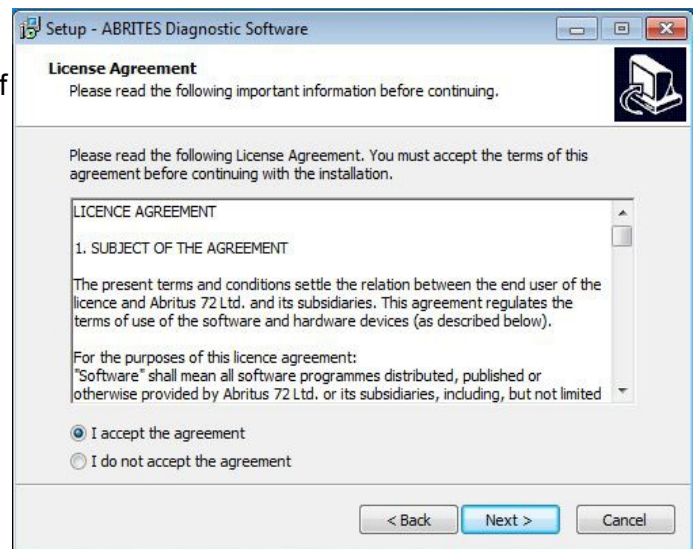 Setup - ABRITES Diagnostic Software
f
License Agreement
Please read the following important information before continuing.
Please read the following License Agreement. You must accept the terms of this
agreement before continuing with the installation.
LICENCE AGREEMENT
1. SUBJECT OF THE AGREEMENT
The present terms and conditions settle the relation between the end user of the
licence and Abritus 72 Ltd. and its subsidiaries. This agreement regulates the
terms of use of the software and hardware devices (as described below).
For the purposes of this licence agreement:
"Software" shall mean all software programmes distributed, published or
otherwise provided by Abritus 72 Ltd. or its subsidiaries, including, but not limited
I accept the agreement
I do not accept the agreement
< Back Next > Cancel